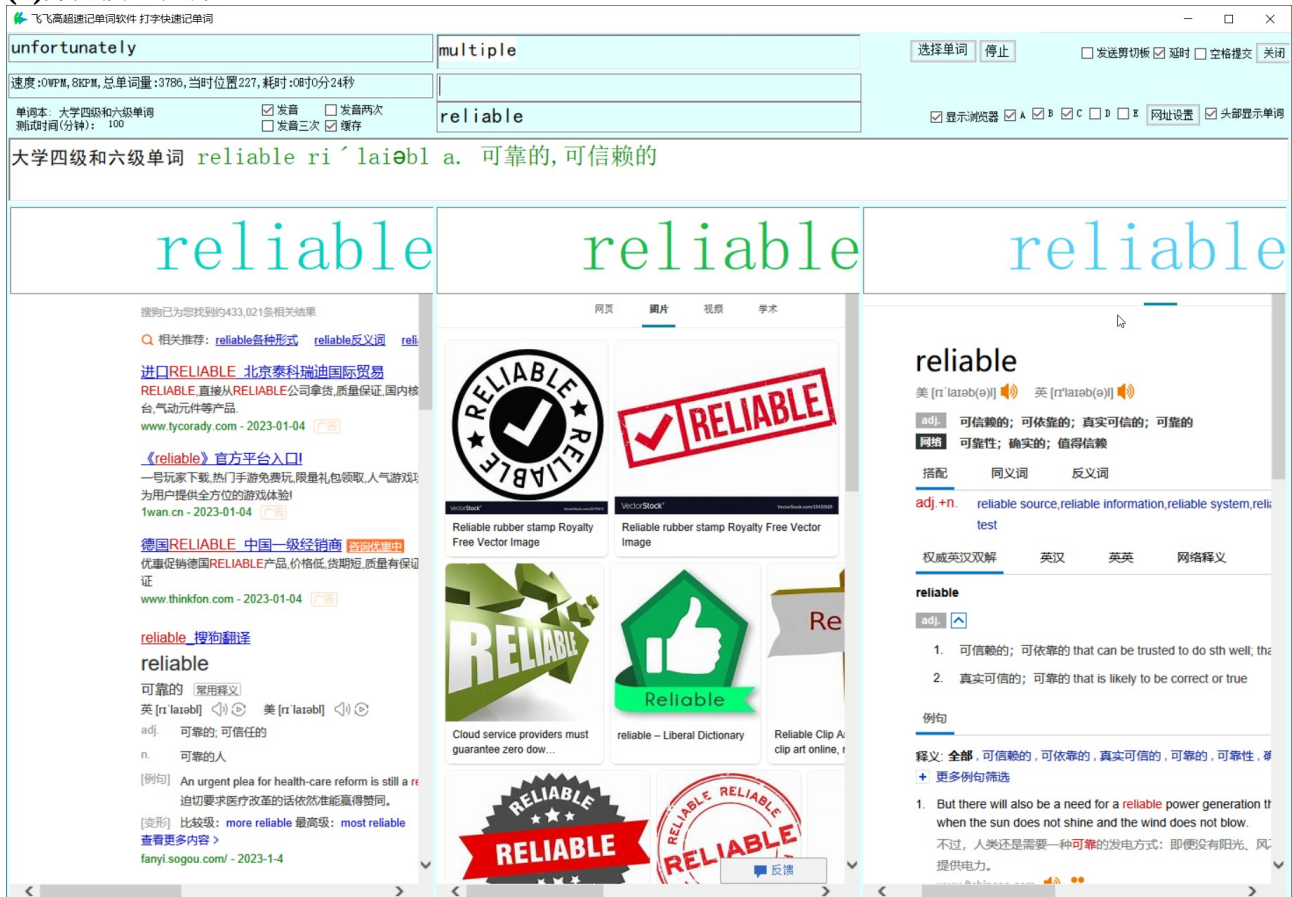 飞飞高超速记单词软件 打字快速记单词
unfortunately
multiple
选择单词 停止
发送剪切板 延时 空格提交 关闭
速度:0WPM,8KPM,总单词量:3786,当时位置227,耗时:0时0分24秒
单词本: 大学四级和六级单词
测试时间(分钟): 100
发音 发音两次
发音三次 缓存
reliable
显示浏览器 A B C D E 网址设置 头部显示单词
大学四级和六级单词 reliable ri´laiəbl a. 可靠的,可信赖的
reliable
reliable
reliable
搜狗已为您找到约433,021条相关结果
相关推荐: reliable各种形式 reliable反义词 reli
进口RELIABLE_北京泰科瑞迪国际贸易
RELIABLE,直接从RELIABLE公司拿货,质量保证,国内核
台,气动元件等产品.
www.tycorady.com - 2023-01-04 广告
《reliable》官方平台入口!
一号玩家下载,热门手游免费玩,限量礼包领取,人气游戏
为用户提供全方位的游戏体验!
1wan.cn - 2023-01-04 广告
德国RELIABLE_中国一级经销商 咨询优惠中
优惠促销德国RELIABLE产品,价格低,货期短,质量有保证
证
www.thinkfon.com - 2023-01-04 广告
reliable_搜狗翻译
reliable
可靠的 常用释义
英 [rɪˈlaɪəbl] 美 [rɪˈlaɪəbl]
adj. 可靠的; 可信任的
n. 可靠的人
[例句] An urgent plea for health-care reform is still a re
迫切要求医疗改革的话依然准能赢得赞同。
[变形] 比较级: more reliable 最高级: most reliable
查看更多内容 >
fanyi.sogou.com/ - 2023-1-4
网页 图片 视频 学术
RELIABLE
RELIABLE
RELIABLE
VectorStock
VectorStock
Reliable rubber stamp Royalty
Free Vector Image
Reliable rubber stamp Royalty Free Vector
Image
RELIABLE
Reliable
Re
Cloud service providers must
guarantee zero dow…
reliable – Liberal Dictionary
Reliable Clip A
clip art online, r
RELIABLE
RELIABLE
RELIABLE
RELIABLE
反馈
reliable
美 [rɪˈlaɪəb(ə)l] 英 [rɪ'laɪəb(ə)l]
adj. 可信赖的；可依靠的；真实可信的；可靠的
网络 可靠性；确实的；值得信赖
搭配 同义词 反义词
adj.+n. reliable source,reliable information,reliable system,relia
test
权威英汉双解 英汉 英英 网络释义
reliable
adj.
1. 可信赖的；可依靠的 that can be trusted to do sth well; tha
2. 真实可信的；可靠的 that is likely to be correct or true
例句
释义: 全部 , 可信赖的 , 可依靠的 , 真实可信的 , 可靠的 , 可靠性 , 确
更多例句筛选
1. But there will also be a need for a reliable power generation th
when the sun does not shine and the wind does not blow.
不过，人类还是需要一种可靠的发电方式：即便没有阳光、风
提供电力。